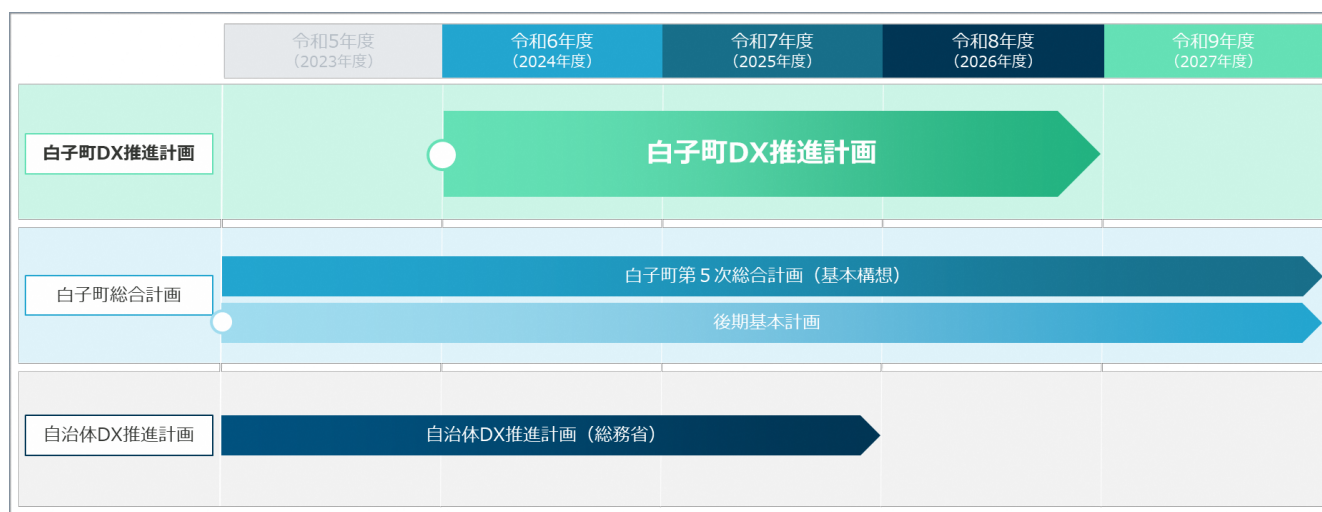 令和5年度
（2023年度）
令和6年度
（2024年度）
令和7年度
（2025年度）
令和8年度
（2026年度）
令和9年度
（2027年度）
白子町DX推進計画
白子町DX推進計画
白子町総合計画
白子町第５次総合計画（基本構想）
後期基本計画
自治体DX推進計画
自治体DX推進計画（総務省）